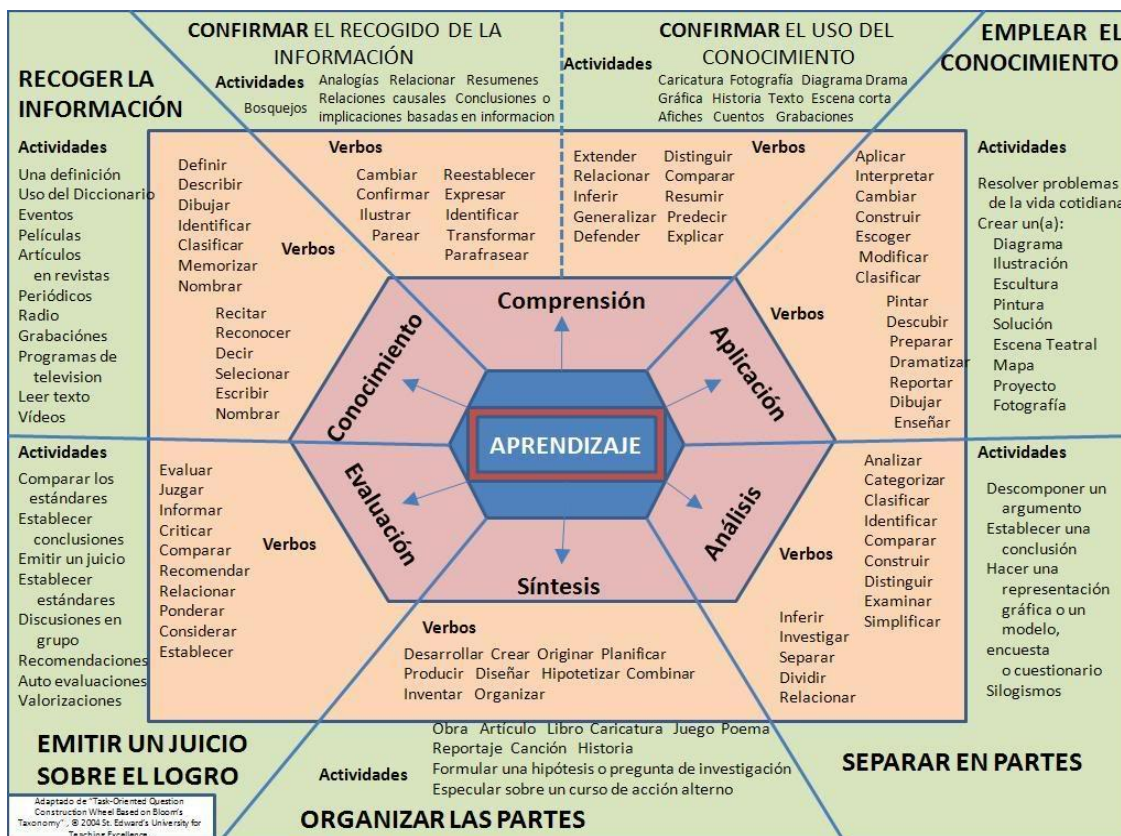 CONFIRMAR EL RECOGIDO DE LA
INFORMACIÓN
Actividades
Bosquejos
Analogías Relacionar Resumenes
Relaciones causales Conclusiones o
implicaciones basadas en informacion
CONFIRMAR EL USO DEL
CONOCIMIENTO
Actividades
Caricatura Fotografía Diagrama Drama
Gráfica Historia Texto Escena corta
Afiches Cuentos Grabaciones
EMPLEAR EL
CONOCIMIENTO
RECOGER LA
INFORMACIÓN
Actividades
Una definición
Uso del Diccionario
Eventos
Películas
Artículos
en revistas
Periódicos
Radio
Grabaciónes
Programas de
television
Leer texto
Vídeos
Definir
Describir
Dibujar
Identificar
Clasificar
Memorizar
Nombrar
Verbos
Recitar
Reconocer
Decir
Selecionar
Escribir
Nombrar
Verbos
Cambiar
Confirmar
Ilustrar
Parear
Reestablecer
Expresar
Identificar
Transformar
Parafrasear
Extender
Relacionar
Inferir
Generalizar
Defender
Distinguir
Comparar
Resumir
Predecir
Explicar
Verbos
Aplicar
Interpretar
Cambiar
Construir
Escoger
Modificar
Clasificar
Verbos
Pintar
Descubir
Preparar
Dramatizar
Reportar
Dibujar
Enseñar
Actividades
Resolver problemas
de la vida cotidiana
Crear un(a):
Diagrama
Ilustración
Escultura
Pintura
Solución
Escena Teatral
Mapa
Proyecto
Fotografía
Comprensión
Conocimiento
Aplicación
APRENDIZAJE
Evaluación
Análisis
Síntesis
Actividades
Comparar los
estándares
Establecer
conclusiones
Emitir un juicio
Establecer
estándares
Discusiones en
grupo
Recomendaciones
Auto evaluaciones
Valorizaciones
Evaluar
Juzgar
Informar
Criticar
Comparar
Recomendar
Relacionar
Ponderar
Considerar
Establecer
Verbos
Verbos
Desarrollar Crear Originar Planificar
Producir Diseñar Hipotetizar Combinar
Inventar Organizar
Analizar
Categorizar
Clasificar
Identificar
Comparar
Construir
Distinguir
Examinar
Simplificar
Verbos
Inferir
Investigar
Separar
Dividir
Relacionar
Actividades
Descomponer un
argumento
Establecer una
conclusión
Hacer una
representación
gráfica o un
modelo,
encuesta
o cuestionario
Silogismos
EMITIR UN JUICIO
SOBRE EL LOGRO
Actividades
Obra Artículo Libro Caricatura Juego Poema
Reportaje Canción Historia
Formular una hipótesis o pregunta de investigación
Especular sobre un curso de acción alterno
ORGANIZAR LAS PARTES
SEPARAR EN PARTES
Adaptado de "Task-Oriented Question
Construction Wheel Based on Bloom's
Taxonomy" , © 2004 St. Edward's University for
Teaching Excellence